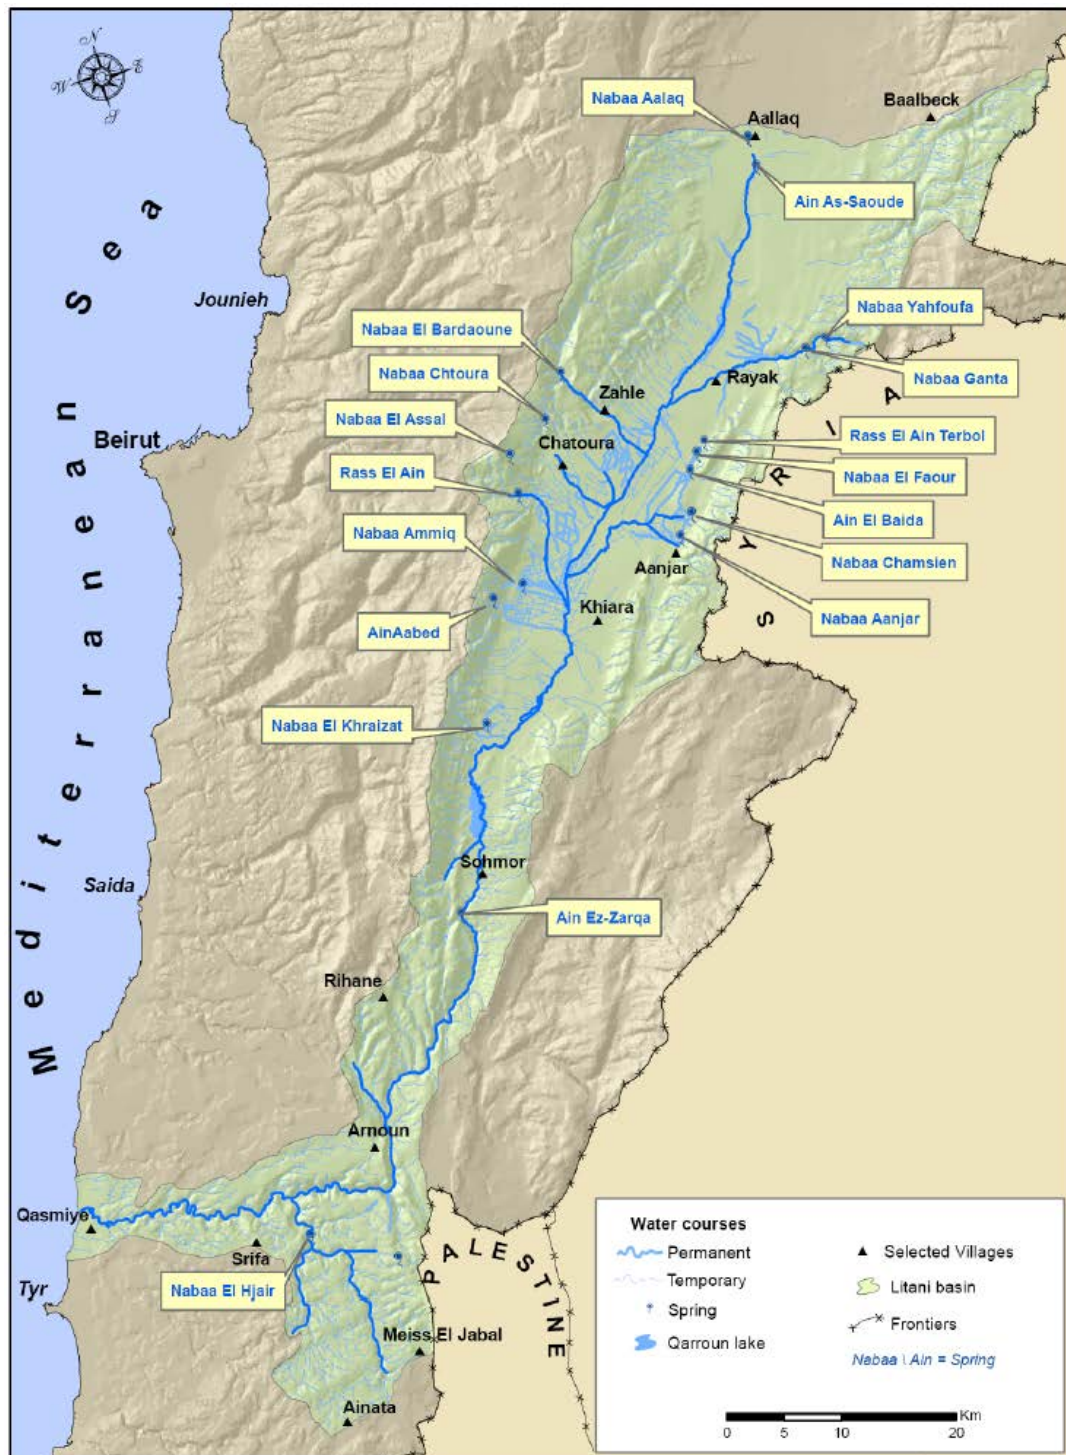 N
E
W
S
Nabaa Aalaq
Baalbeck
Aallaq
Ain As-Saoude
Mediterranean Sea
Jounieh
Nabaa Yahfoufa
Nabaa El Bardaoune
Nabaa Ganta
Nabaa Chtoura
Rayak
Zahle
Nabaa El Assal
Beirut
Rass El Ain Terbol
Chatoura
Nabaa El Faour
Rass El Ain
Ain El Baida
Nabaa Ammiq
Nabaa Chamsien
Aanjar
SYRIA
Khiara
Nabaa Aanjar
AinAabed
Nabaa El Khraizat
Sohmor
Saida
Ain Ez-Zarqa
Rihane
Arnoun
Qasmiye
Srifa
PALESTINE
Tyr
Nabaa El Hjair
Meiss El Jabal
Ainata
Water courses
Permanent
Temporary
Spring
Qarroun lake
Selected Villages
Litani basin
Frontiers
Nabaa \ Ain = Spring
Km
0 5 10 20